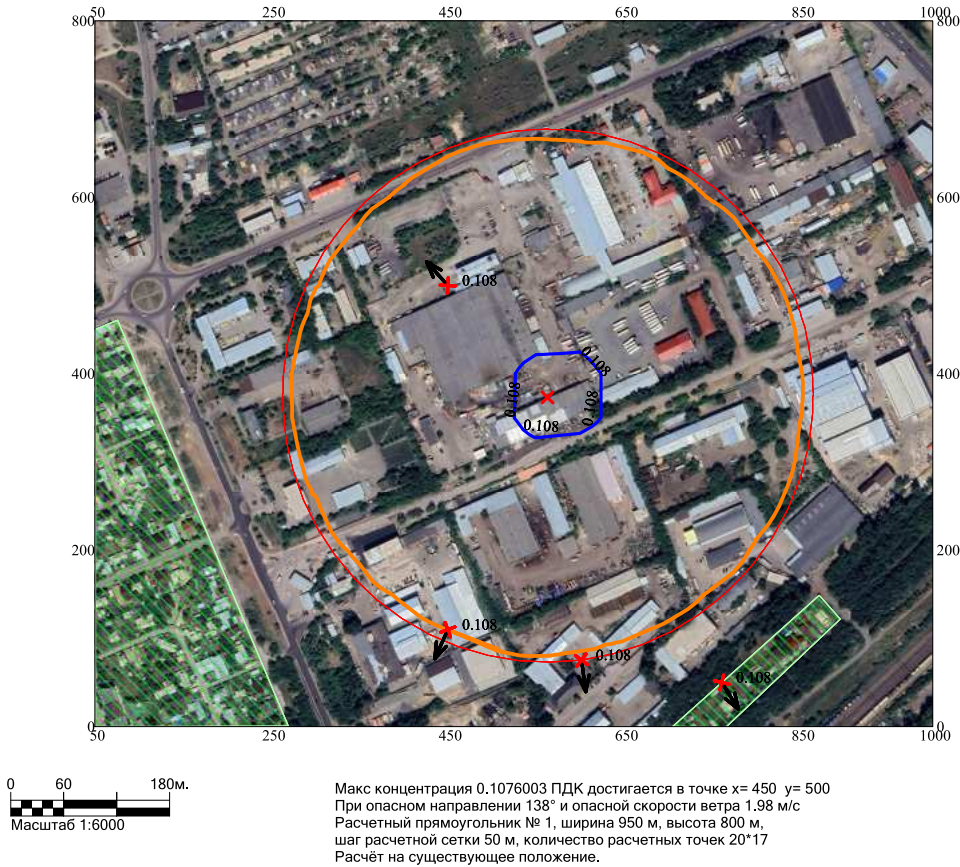 50 250 450 650 850 1000
800 800
600 600
0.108
400 400
0.108
0.108
0.108
0.108
200 200
0.108
0.108
0.108
0 0
50 250 450 650 850 1000
0 60 180м.
Масштаб 1:6000
Макс концентрация 0.1076003 ПДК достигается в точке x= 450 y= 500
При опасном направлении 138° и опасной скорости ветра 1.98 м/с
Расчетный прямоугольник № 1, ширина 950 м, высота 800 м,
шаг расчетной сетки 50 м, количество расчетных точек 20*17
Расчёт на существующее положение.